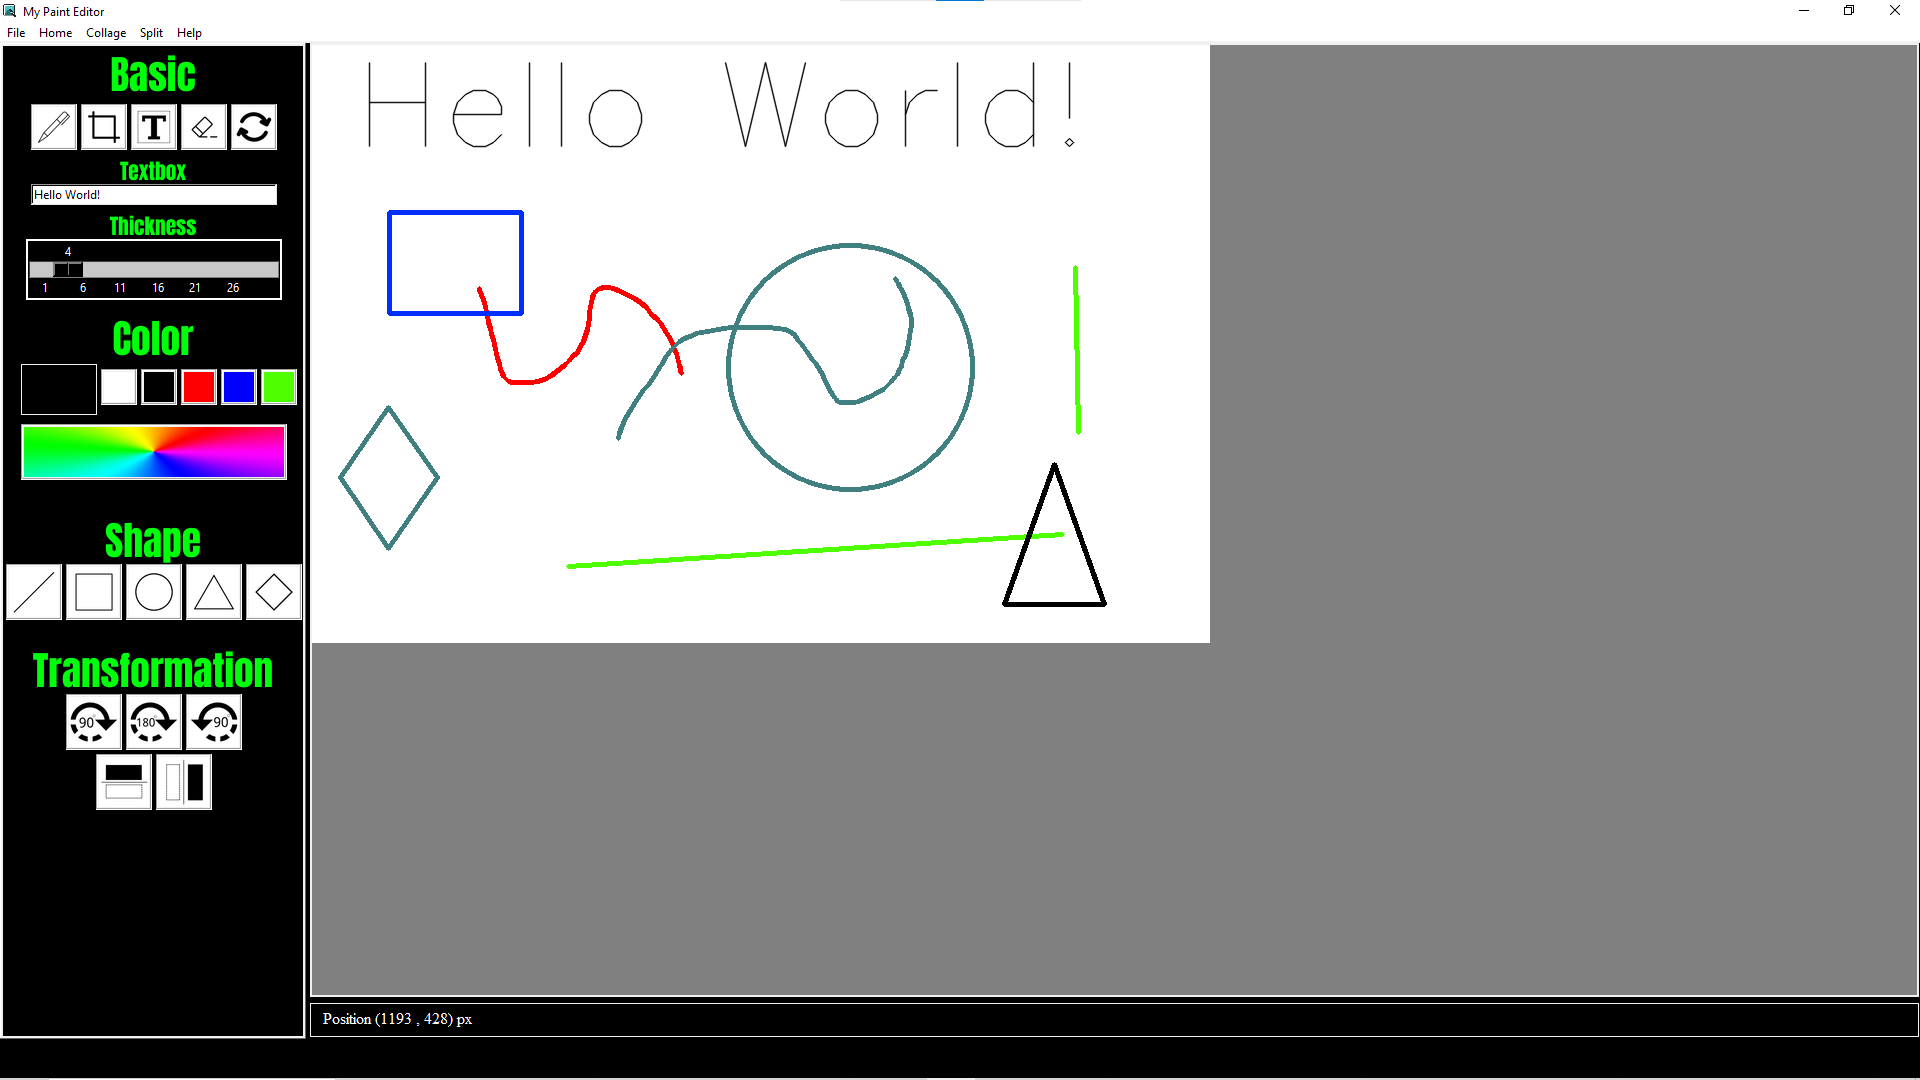 My Paint Editor
File Home Collage Split Help
Basic
T
Textbox
Hello World!
Thickness
4
1 6 11 16 21 26
Color
Shape
Transformation
90° 180° 90
Hello World!
Position (1193 , 428) px